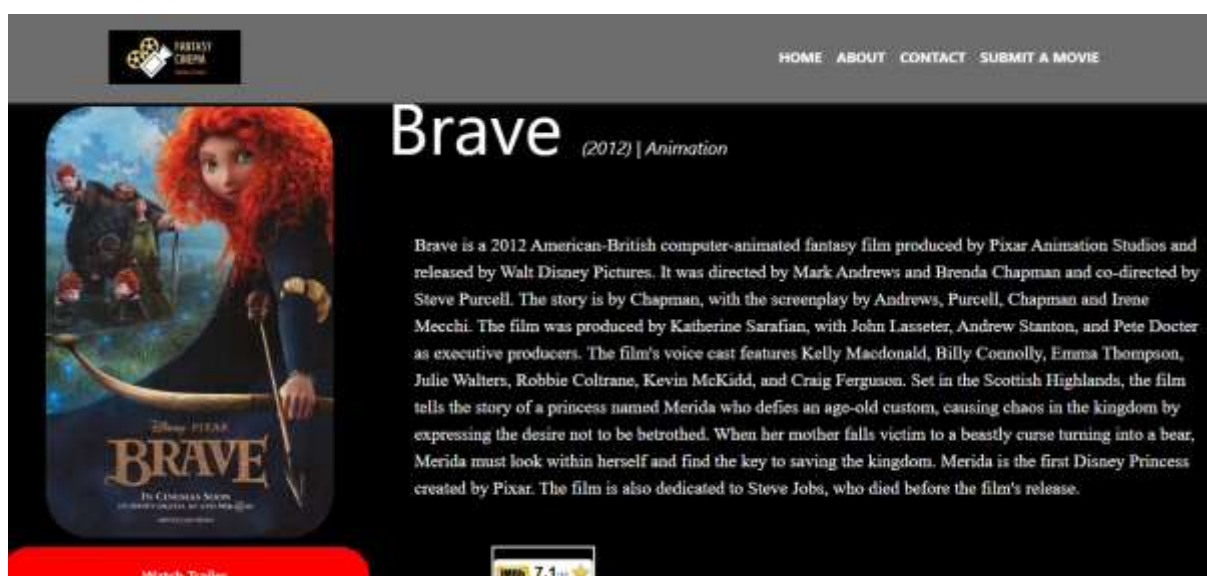 FANTASY
CINEMA
HOME ABOUT CONTACT SUBMIT A MOVIE
Brave (2012) | Animation
Brave is a 2012 American-British computer-animated fantasy film produced by Pixar Animation Studios and
released by Walt Disney Pictures. It was directed by Mark Andrews and Brenda Chapman and co-directed by
Steve Purcell. The story is by Chapman, with the screenplay by Andrews, Purcell, Chapman and Irene
Mecchi. The film was produced by Katherine Sarafian, with John Lasseter, Andrew Stanton, and Pete Docter
as executive producers. The film's voice cast features Kelly Macdonald, Billy Connolly, Emma Thompson,
Julie Walters, Robbie Coltrane, Kevin McKidd, and Craig Ferguson. Set in the Scottish Highlands, the film
tells the story of a princess named Merida who defies an age-old custom, causing chaos in the kingdom by
expressing the desire not to be betrothed. When her mother falls victim to a beastly curse turning into a bear,
Merida must look within herself and find the key to saving the kingdom. Merida is the first Disney Princess
created by Pixar. The film is also dedicated to Steve Jobs, who died before the film's release.
Disney PIXAR
BRAVE
IN CINEMAS SOON
Watch Trailer
IMDb 7.1